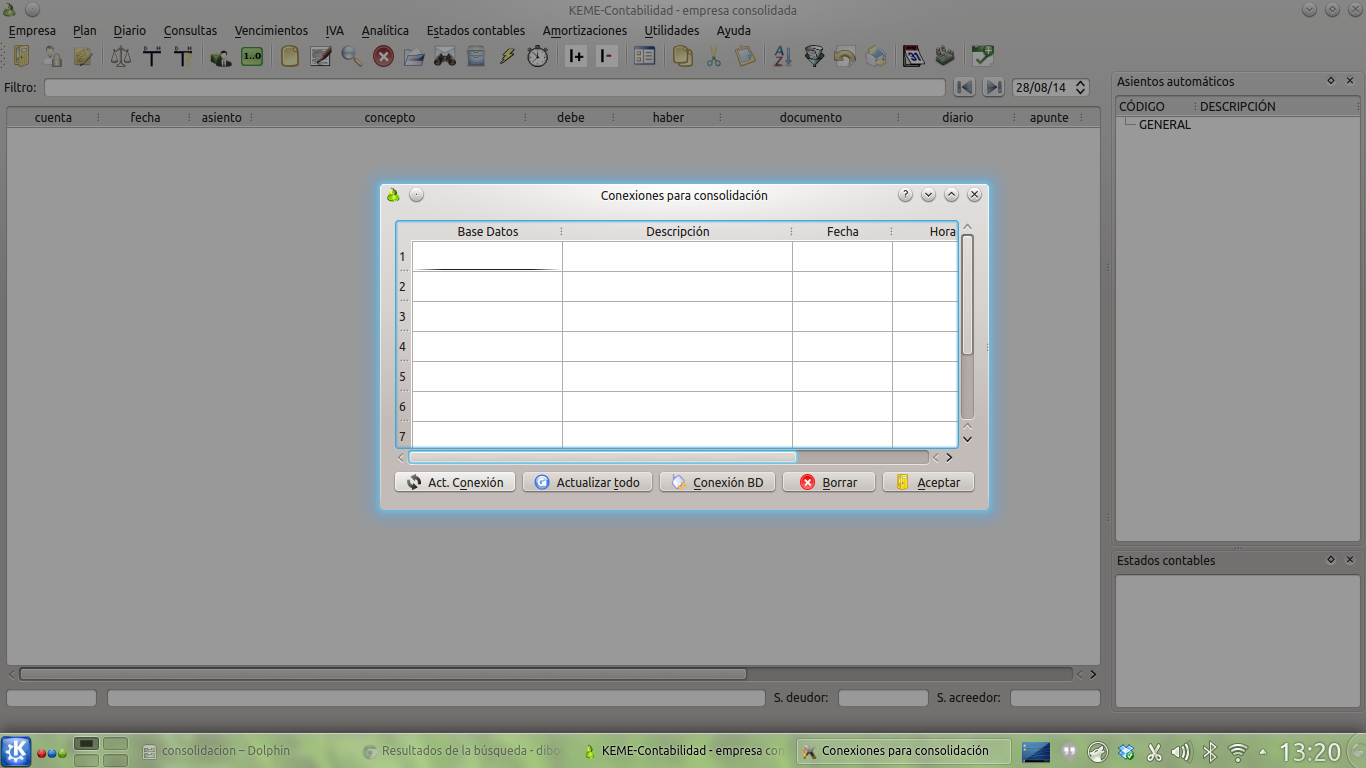 KEME-Contabilidad - empresa consolidada
Empresa Plan Diario Consultas Vencimientos IVA Analítica Estados contables Amortizaciones Utilidades Ayuda
1..0 I+ I-
Filtro: 28/08/14
cuenta fecha asiento concepto debe haber documento diario apunte
Asientos automáticos
CÓDIGO DESCRIPCIÓN
GENERAL
Conexiones para consolidación
Base Datos Descripción Fecha Hora
1
2
3
4
5
6
7
Act. Conexión Actualizar todo Conexión BD Borrar Aceptar
Estados contables
S. deudor: S. acreedor:
consolidacion – Dolphin Resultados de la búsqueda - dibo KEME-Contabilidad - empresa con Conexiones para consolidación 13:20